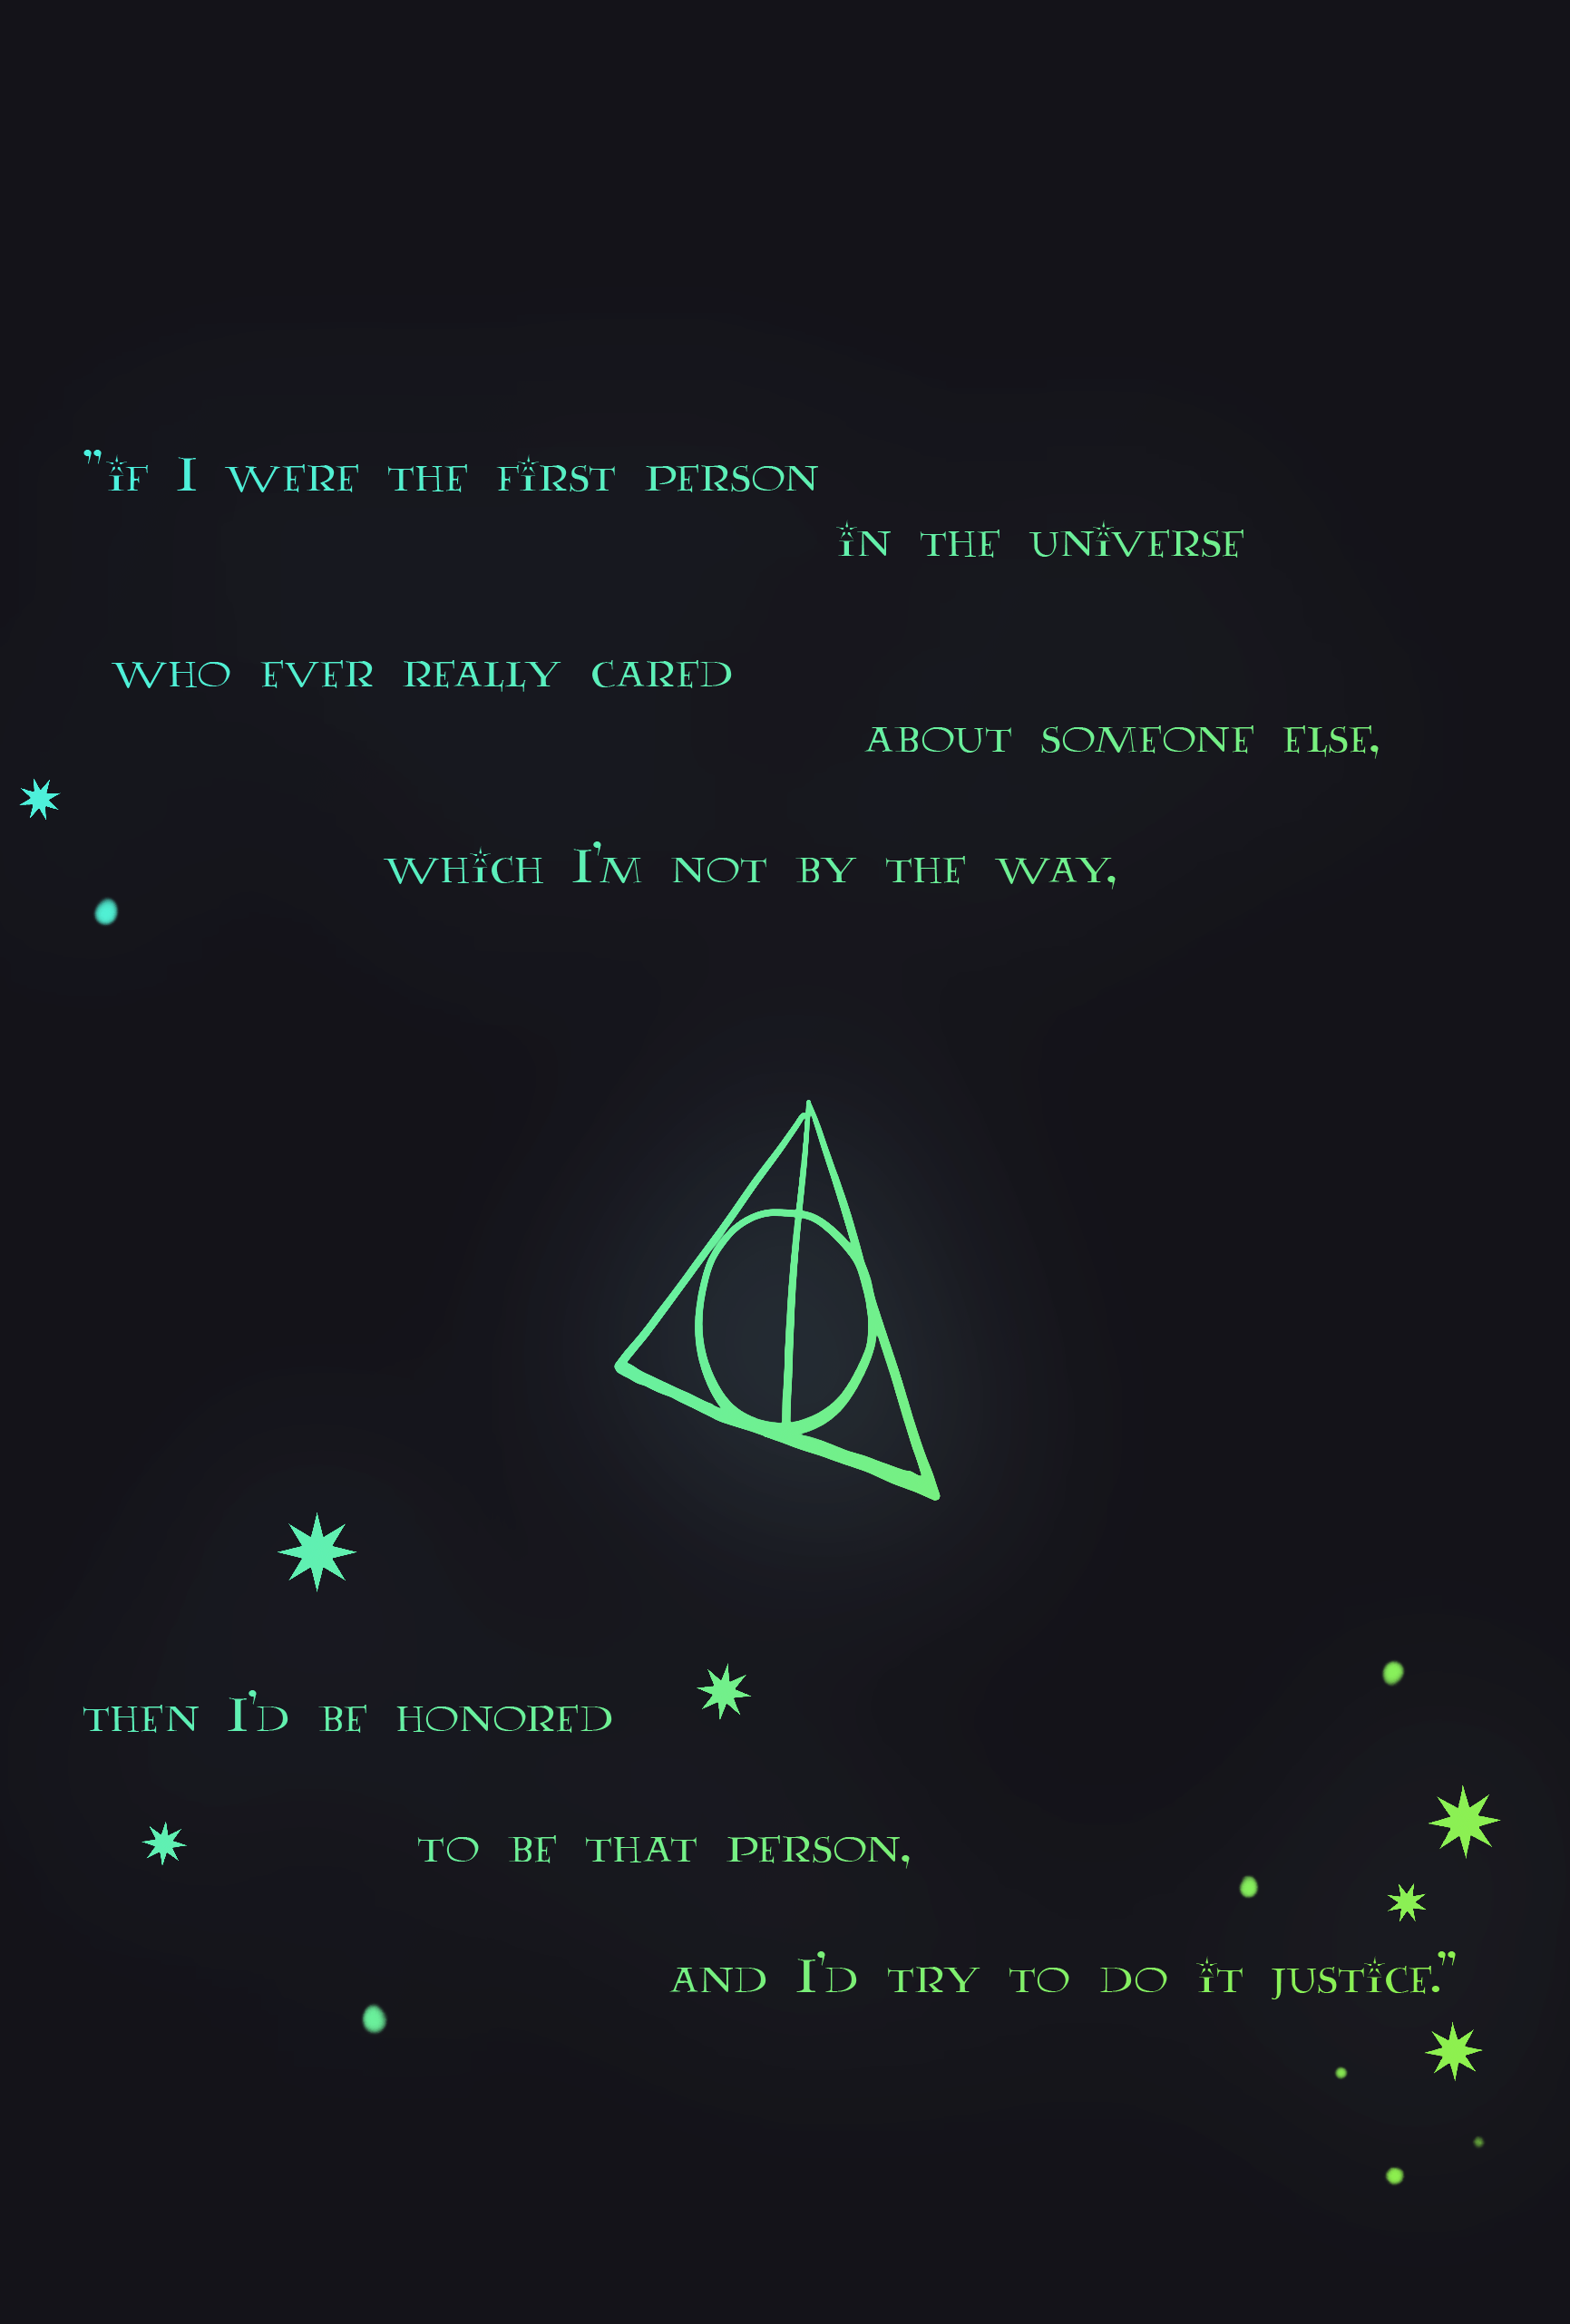 "if I were the first person
in the universe
who ever really cared
about someone else,
which I'm not by the way,
then I'd be honored
to be that person,
and I'd try to do it justice."